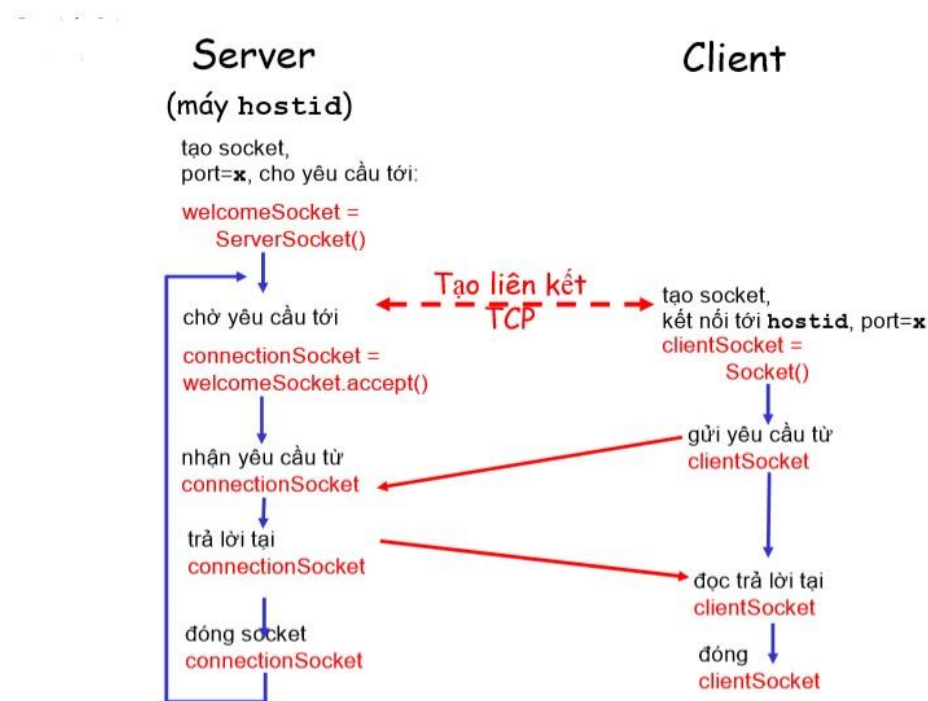 Server
(máy hostid)
tạo socket,
port=x, cho yêu cầu tới:
welcomeSocket =
ServerSocket()
chờ yêu cầu tới
connectionSocket =
welcomeSocket.accept()
nhận yêu cầu từ
connectionSocket
trả lời tại
connectionSocket
đóng socket
connectionSocket
Tạo liên kết
TCP
Client
tạo socket,
kết nối tới hostid, port=x
clientSocket =
Socket()
gửi yêu cầu từ
clientSocket
đọc trả lời tại
clientSocket
đóng
clientSocket